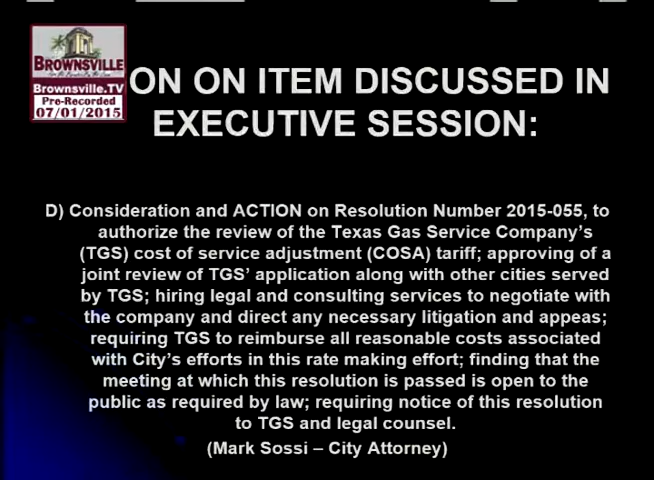 BROWNSVILLE
Brownsville.TV
Pre-Recorded
07/01/2015
ON ON ITEM DISCUSSED IN
EXECUTIVE SESSION:
D) Consideration and ACTION on Resolution Number 2015-055, to
authorize the review of the Texas Gas Service Company's
(TGS) cost of service adjustment (COSA) tariff; approving of a
joint review of TGS' application along with other cities served
by TGS; hiring legal and consulting services to negotiate with
the company and direct any necessary litigation and appeas;
requiring TGS to reimburse all reasonable costs associated
with City's efforts in this rate making effort; finding that the
meeting at which this resolution is passed is open to the
public as required by law; requiring notice of this resolution
to TGS and legal counsel.
(Mark Sossi – City Attorney)